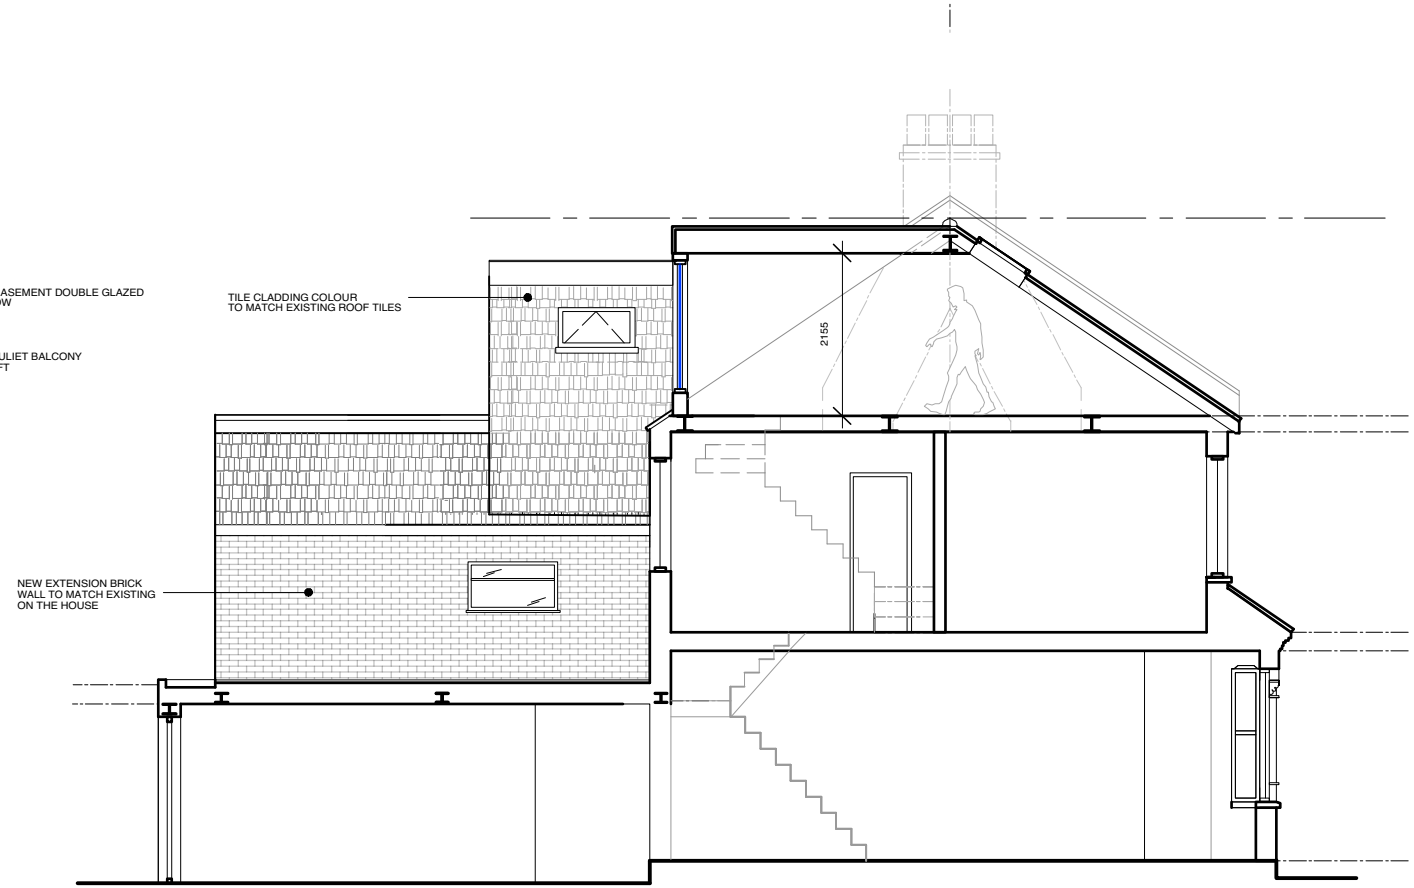 ASEMENT DOUBLE GLAZED
OW
ULIET BALCONY
FT
TILE CLADDING COLOUR
TO MATCH EXISTING ROOF TILES
2155
NEW EXTENSION BRICK
WALL TO MATCH EXISTING
ON THE HOUSE